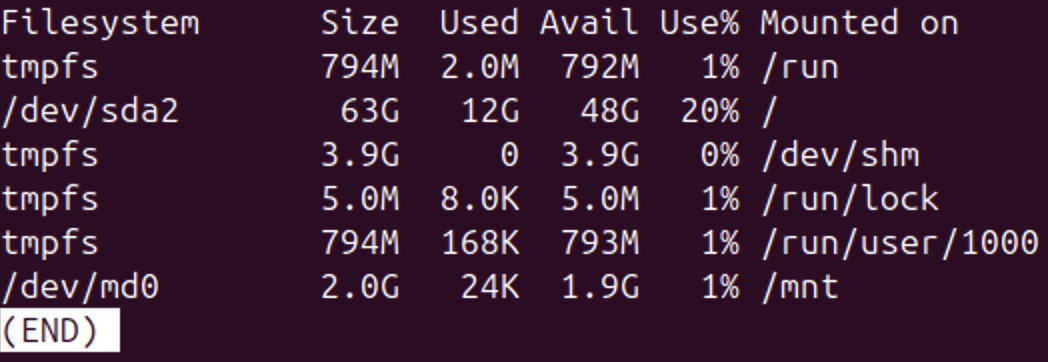 Filesystem      Size  Used Avail Use% Mounted on
tmpfs           794M  2.0M  792M   1% /run
/dev/sda2        63G   12G   48G  20% /
tmpfs           3.9G     0  3.9G   0% /dev/shm
tmpfs           5.0M  8.0K  5.0M   1% /run/lock
tmpfs           794M  168K  793M   1% /run/user/1000
/dev/md0        2.0G   24K  1.9G   1% /mnt
(END)